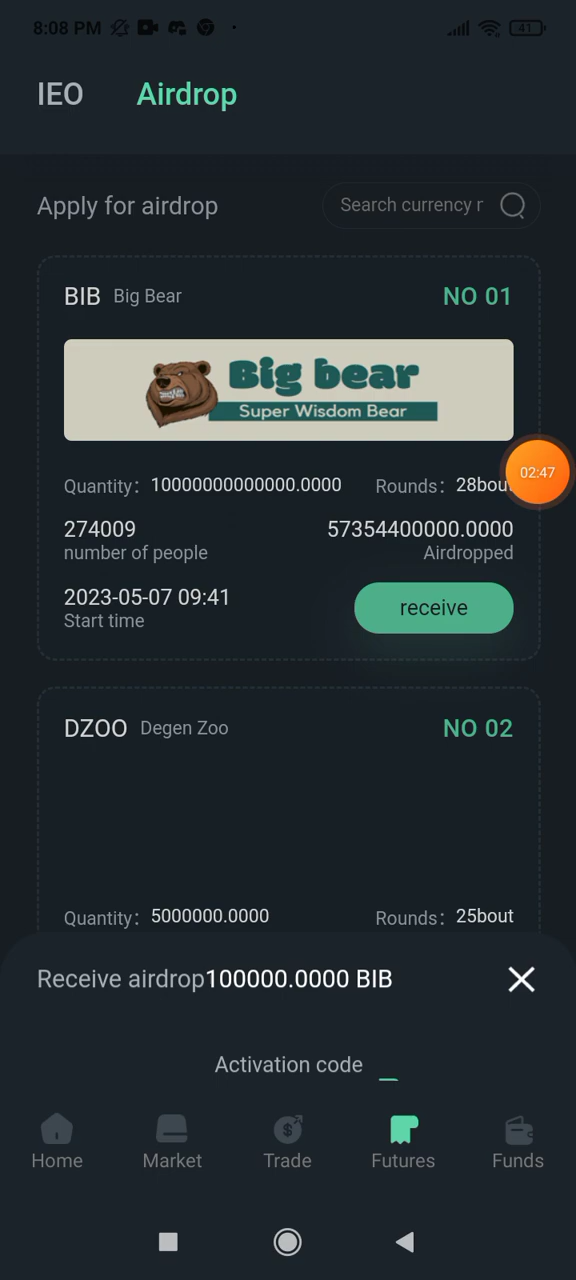 8:08 PM 41
IEO Airdrop
Apply for airdrop Search currency r
BIB Big Bear NO 01
Big bear
Super Wisdom Bear
Quantity: 10000000000000.0000 Rounds: 28bou
02:47
274009 57354400000.0000
number of people Airdropped
2023-05-07 09:41
Start time
receive
DZOO Degen Zoo NO 02
Quantity: 5000000.0000 Rounds: 25bout
Receive airdrop100000.0000 BIB
Activation code
Home Market Trade Futures Funds